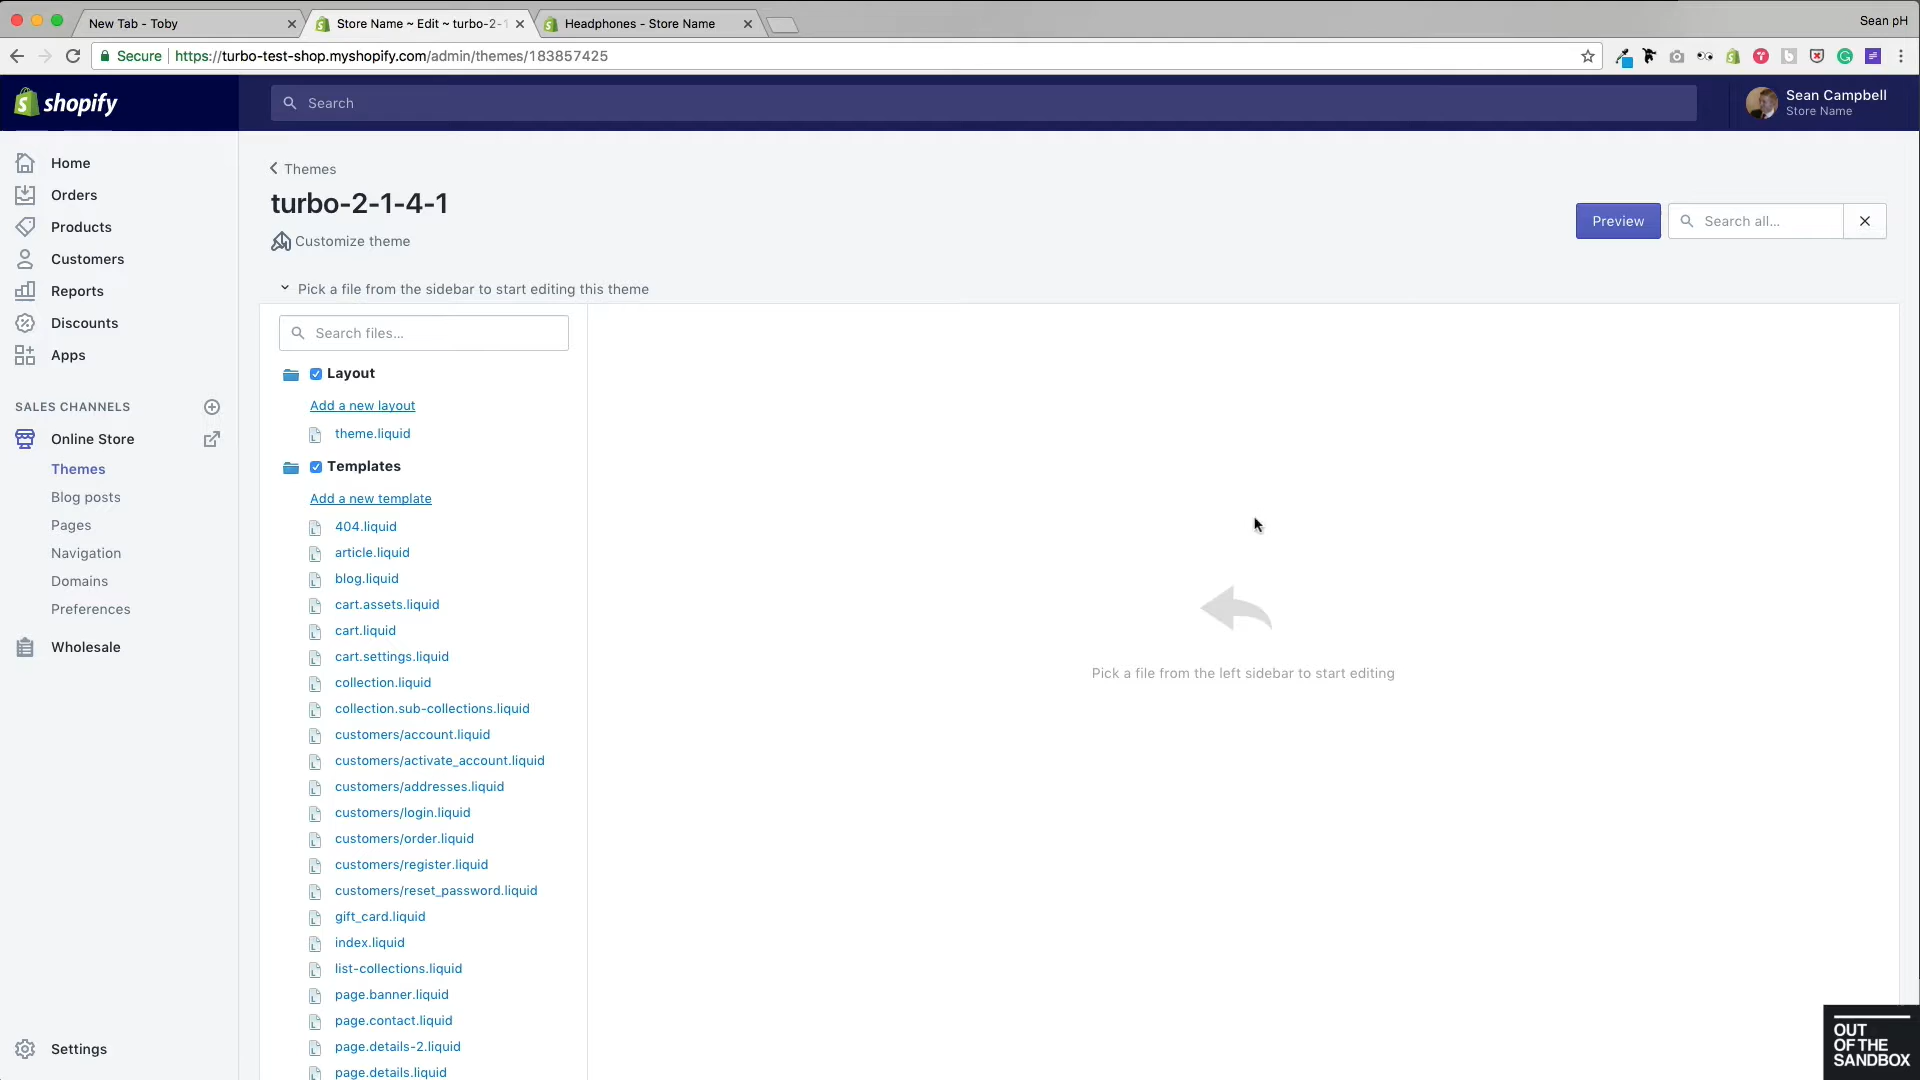 New Tab - Toby
Store Name ~ Edit ~ turbo-2-1
Headphones - Store Name
Sean pH
Secure
https://turbo-test-shop.myshopify.com/admin/themes/183857425
shopify
Search
Sean Campbell
Store Name
Home
Orders
Products
Customers
Reports
Discounts
Apps
SALES CHANNELS
Online Store
Themes
Blog posts
Pages
Navigation
Domains
Preferences
Wholesale
Settings
Themes
turbo-2-1-4-1
Customize theme
Preview
Search all...
Pick a file from the sidebar to start editing this theme
Search files...
Layout
Add a new layout
theme.liquid
Templates
Add a new template
404.liquid
article.liquid
blog.liquid
cart.assets.liquid
cart.liquid
cart.settings.liquid
collection.liquid
collection.sub-collections.liquid
customers/account.liquid
customers/activate_account.liquid
customers/addresses.liquid
customers/login.liquid
customers/order.liquid
customers/register.liquid
customers/reset_password.liquid
gift_card.liquid
index.liquid
list-collections.liquid
page.banner.liquid
page.contact.liquid
page.details-2.liquid
page.details.liquid
Pick a file from the left sidebar to start editing
OUT
OF THE
SANDBOX